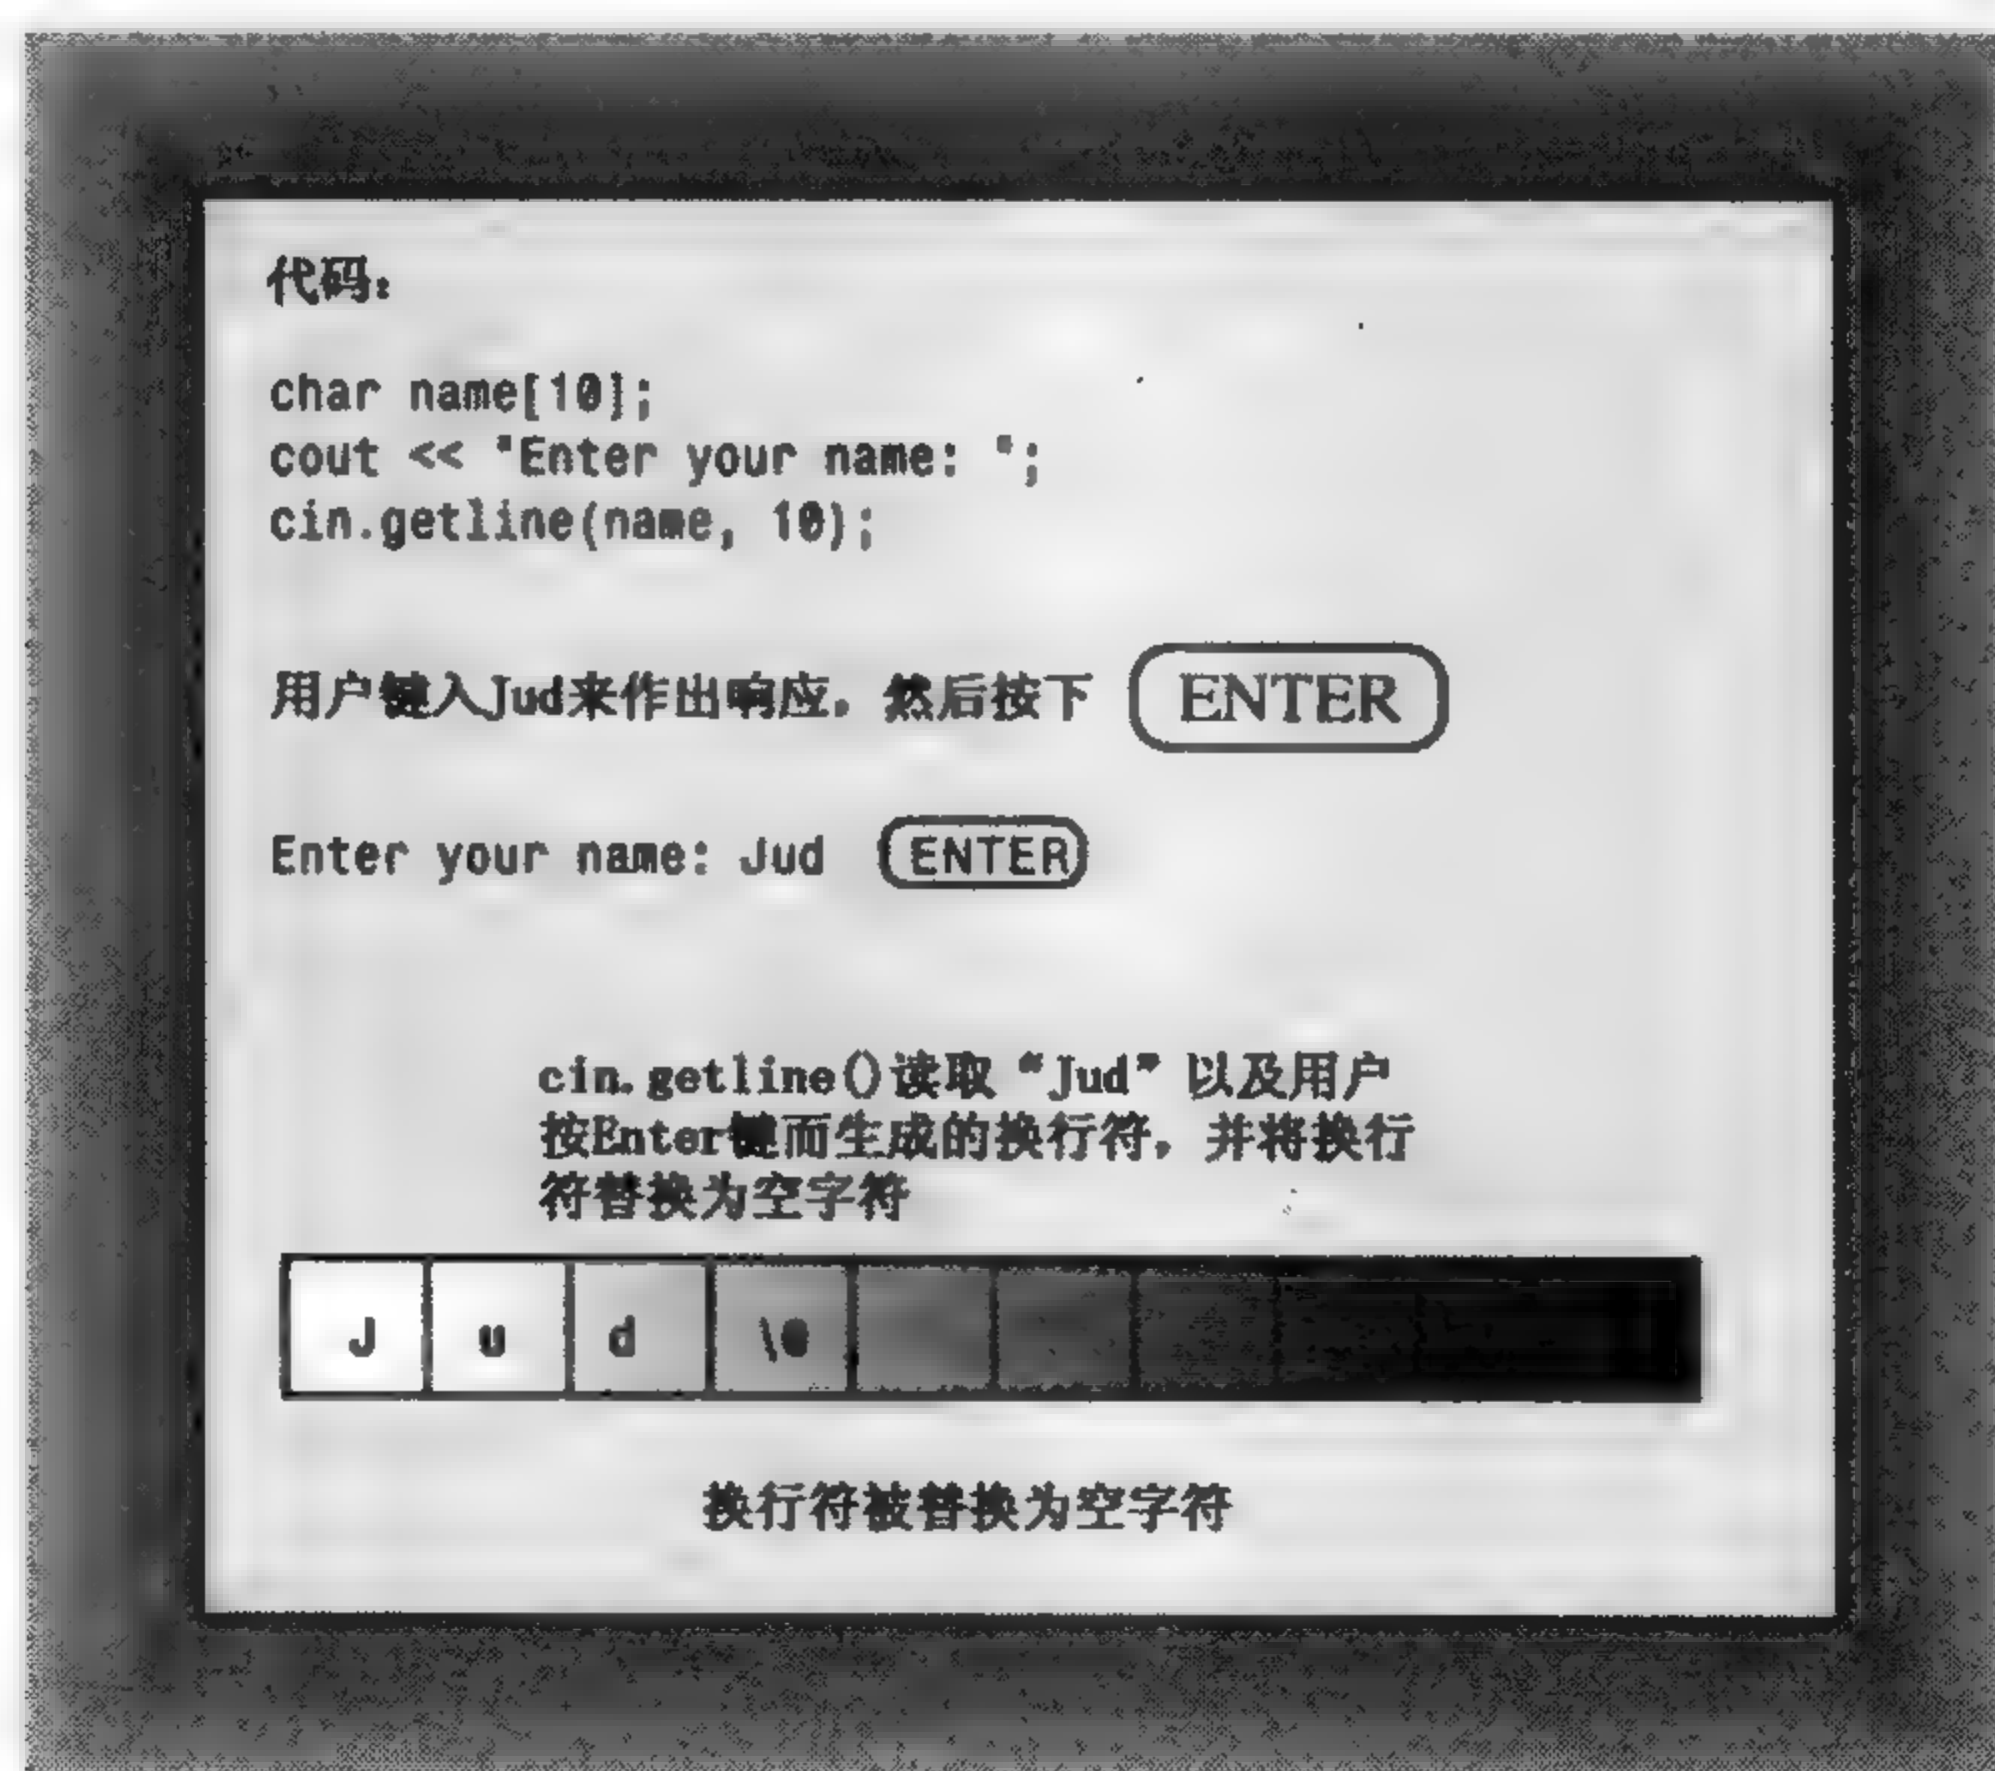 代码：
char name[10];
cout << "Enter your name: ";
cin.getline(name, 10);
用户键入Jud来作出响应，然后按下 ENTER
Enter your name: Jud ENTER
cin.getline()读取“Jud”以及用户
按Enter键而生成的换行符，并将换行
符替换为空字符
J u d \0
换行符被替换为空字符